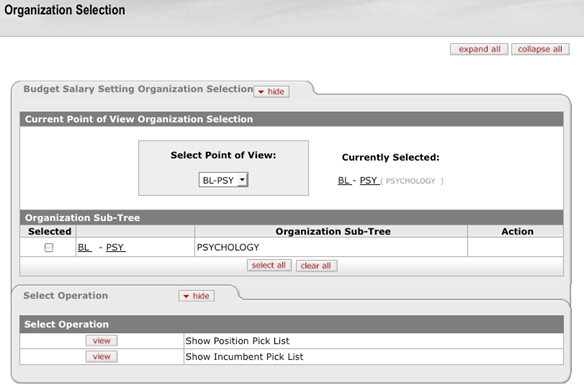 Organization Selection
expand all collapse all
Budget Salary Setting Organization Selection hide
Current Point of View Organization Selection
Select Point of View:
BL-PSY
Currently Selected:
BL - PSY ( PSYCHOLOGY )
Organization Sub-Tree
Selected Organization Sub-Tree Action
BL - PSY PSYCHOLOGY
select all clear all
Select Operation hide
Select Operation
view Show Position Pick List
view Show Incumbent Pick List